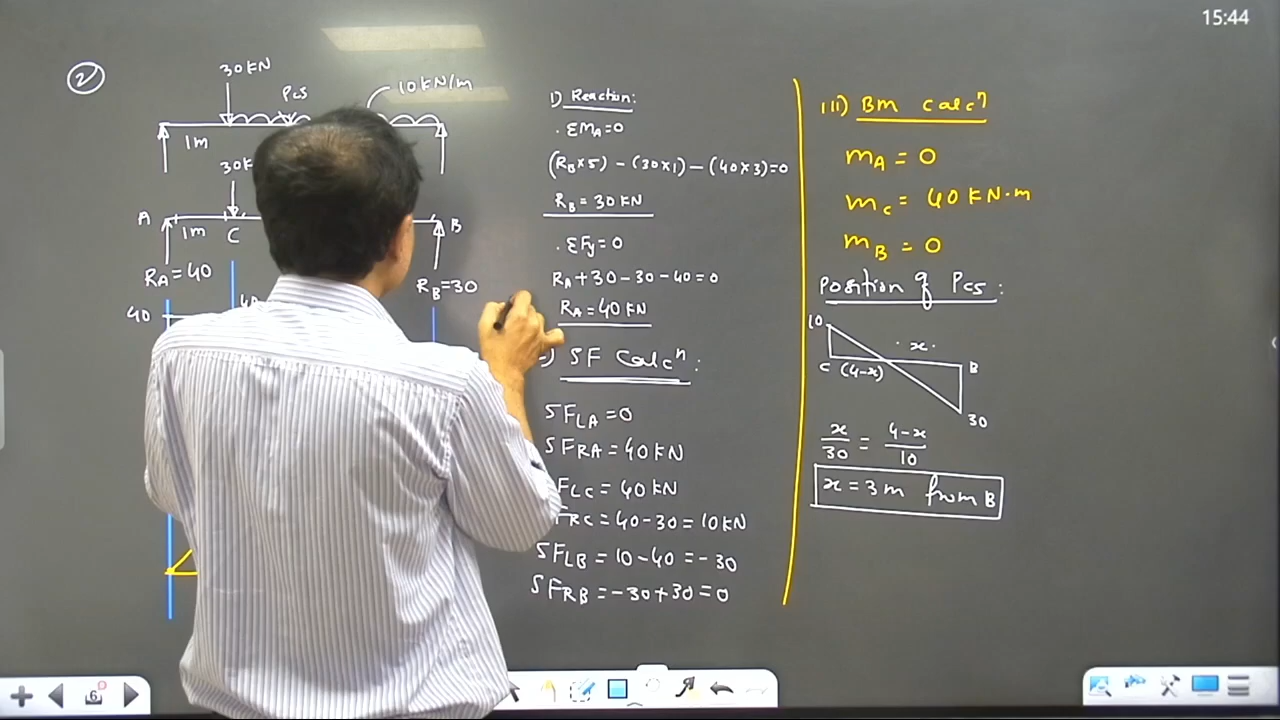 15:44
2
30KN
Pcs
10KN/m
1m
30K
A
B
1m
C
RA=40
RB=30
40
40
1) Reaction:
· ΣMA=0
(RB×5) – (30×1) – (40×3)=0
RB = 30 KN
· ΣFy=0
RA + 30 – 30 – 40 = 0
RA = 40 KN
) SF Calcⁿ :
SFLA = 0
SFRA = 40 KN
FLC = 40 KN
FRC = 40 – 30 = 10 KN
SFLB = 10 – 40 = – 30
SFRB = – 30 + 30 = 0
III) BM calcⁿ
mA = 0
mC = 40 KN·m
mB = 0
Position of Pcs :
10
· x ·
C (4-x) B
30
x/30 = 4-x/10
x = 3m from B
6